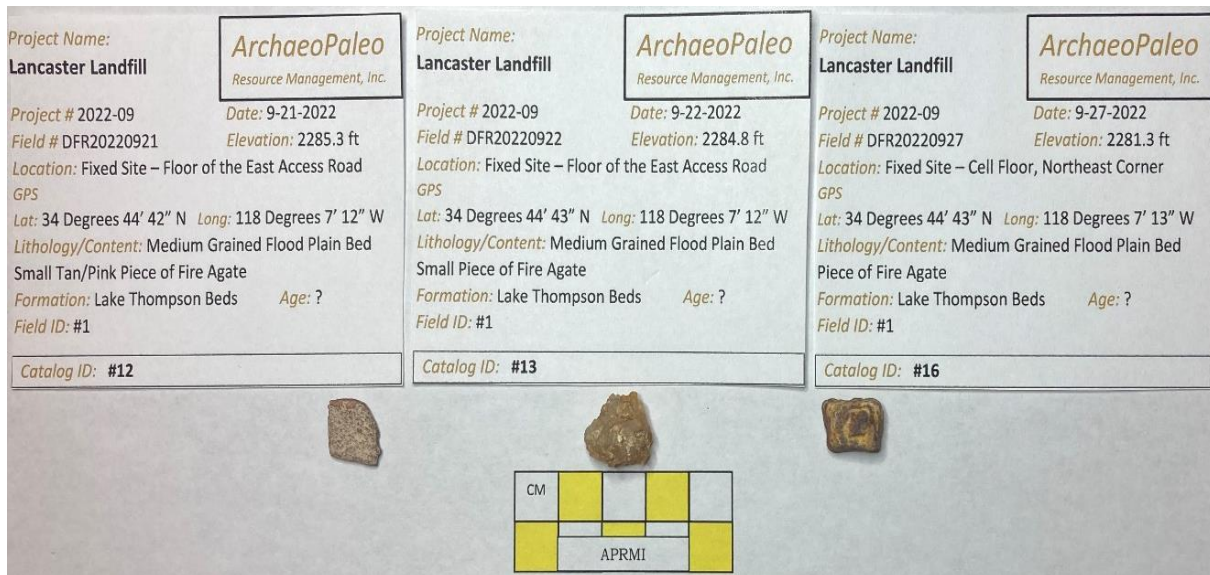 Project Name:
Lancaster Landfill
ArchaeoPaleo
Resource Management, Inc.
Project # 2022-09 Date: 9-21-2022
Field # DFR20220921 Elevation: 2285.3 ft
Location: Fixed Site – Floor of the East Access Road
GPS
Lat: 34 Degrees 44' 42" N Long: 118 Degrees 7' 12" W
Lithology/Content: Medium Grained Flood Plain Bed
Small Tan/Pink Piece of Fire Agate
Formation: Lake Thompson Beds Age: ?
Field ID: #1
Catalog ID: #12
Project Name:
Lancaster Landfill
ArchaeoPaleo
Resource Management, Inc.
Project # 2022-09 Date: 9-22-2022
Field # DFR20220922 Elevation: 2284.8 ft
Location: Fixed Site – Floor of the East Access Road
GPS
Lat: 34 Degrees 44' 43" N Long: 118 Degrees 7' 12" W
Lithology/Content: Medium Grained Flood Plain Bed
Small Piece of Fire Agate
Formation: Lake Thompson Beds Age: ?
Field ID: #1
Catalog ID: #13
Project Name:
Lancaster Landfill
ArchaeoPaleo
Resource Management, Inc.
Project # 2022-09 Date: 9-27-2022
Field # DFR20220927 Elevation: 2281.3 ft
Location: Fixed Site – Cell Floor, Northeast Corner
GPS
Lat: 34 Degrees 44' 43" N Long: 118 Degrees 7' 13" W
Lithology/Content: Medium Grained Flood Plain Bed
Piece of Fire Agate
Formation: Lake Thompson Beds Age: ?
Field ID: #1
Catalog ID: #16
CM
APRMI